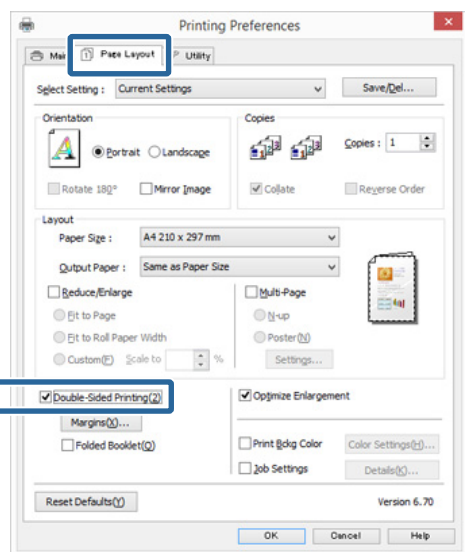 Printing Preferences
Main Page Layout Utility
Select Setting : Current Settings Save/Del...
Orientation Copies
Portrait Landscape Copies : 1
Rotate 180° Mirror Image Collate Reverse Order
Layout
Paper Size : A4 210 x 297 mm
Output Paper : Same as Paper Size
Reduce/Enlarge Multi-Page
Fit to Page N-up
Fit to Roll Paper Width Poster(N)
Custom(F) Scale to % Settings...
Double-Sided Printing(2) Optimize Enlargement
Margins(X)...
Folded Booklet(O) Print Bckg Color Color Settings(H)...
Job Settings Details(K)...
Reset Defaults(Y) Version 6.70
OK Cancel Help